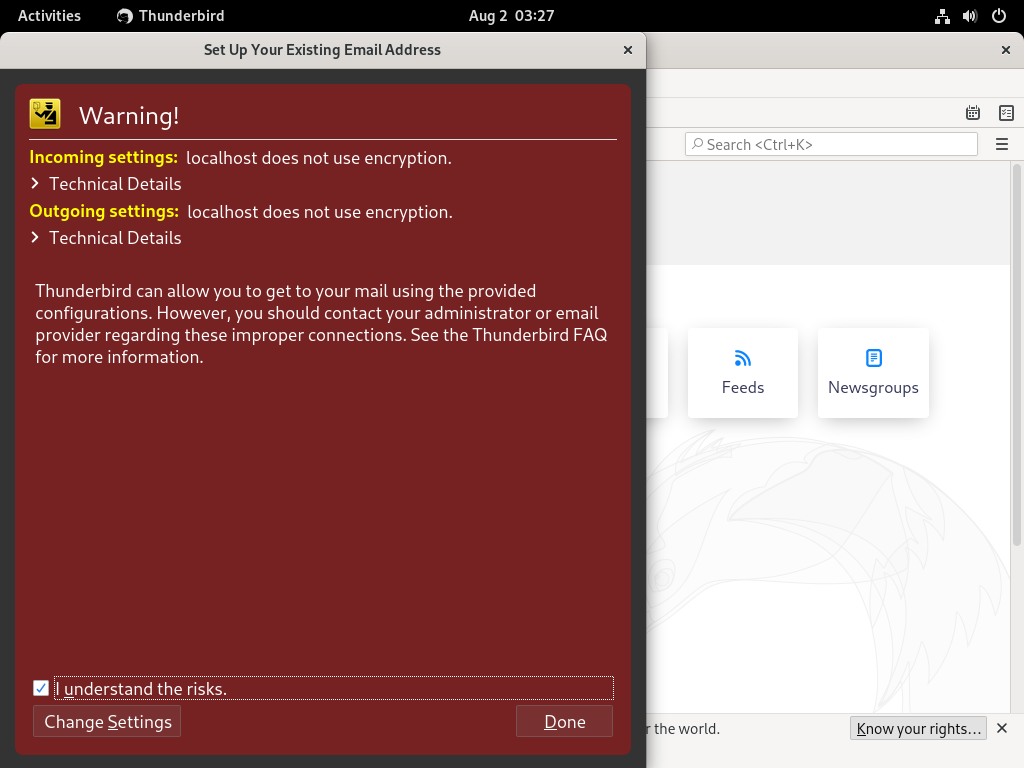 Activities Thunderbird Aug 2 03:27
Set Up Your Existing Email Address
Warning!
Incoming settings: localhost does not use encryption.
Technical Details
Outgoing settings: localhost does not use encryption.
Technical Details
Thunderbird can allow you to get to your mail using the provided
configurations. However, you should contact your administrator or email
provider regarding these improper connections. See the Thunderbird FAQ
for more information.
I understand the risks.
Change Settings Done
Search <Ctrl+K>
Feeds Newsgroups
the world. Know your rights...